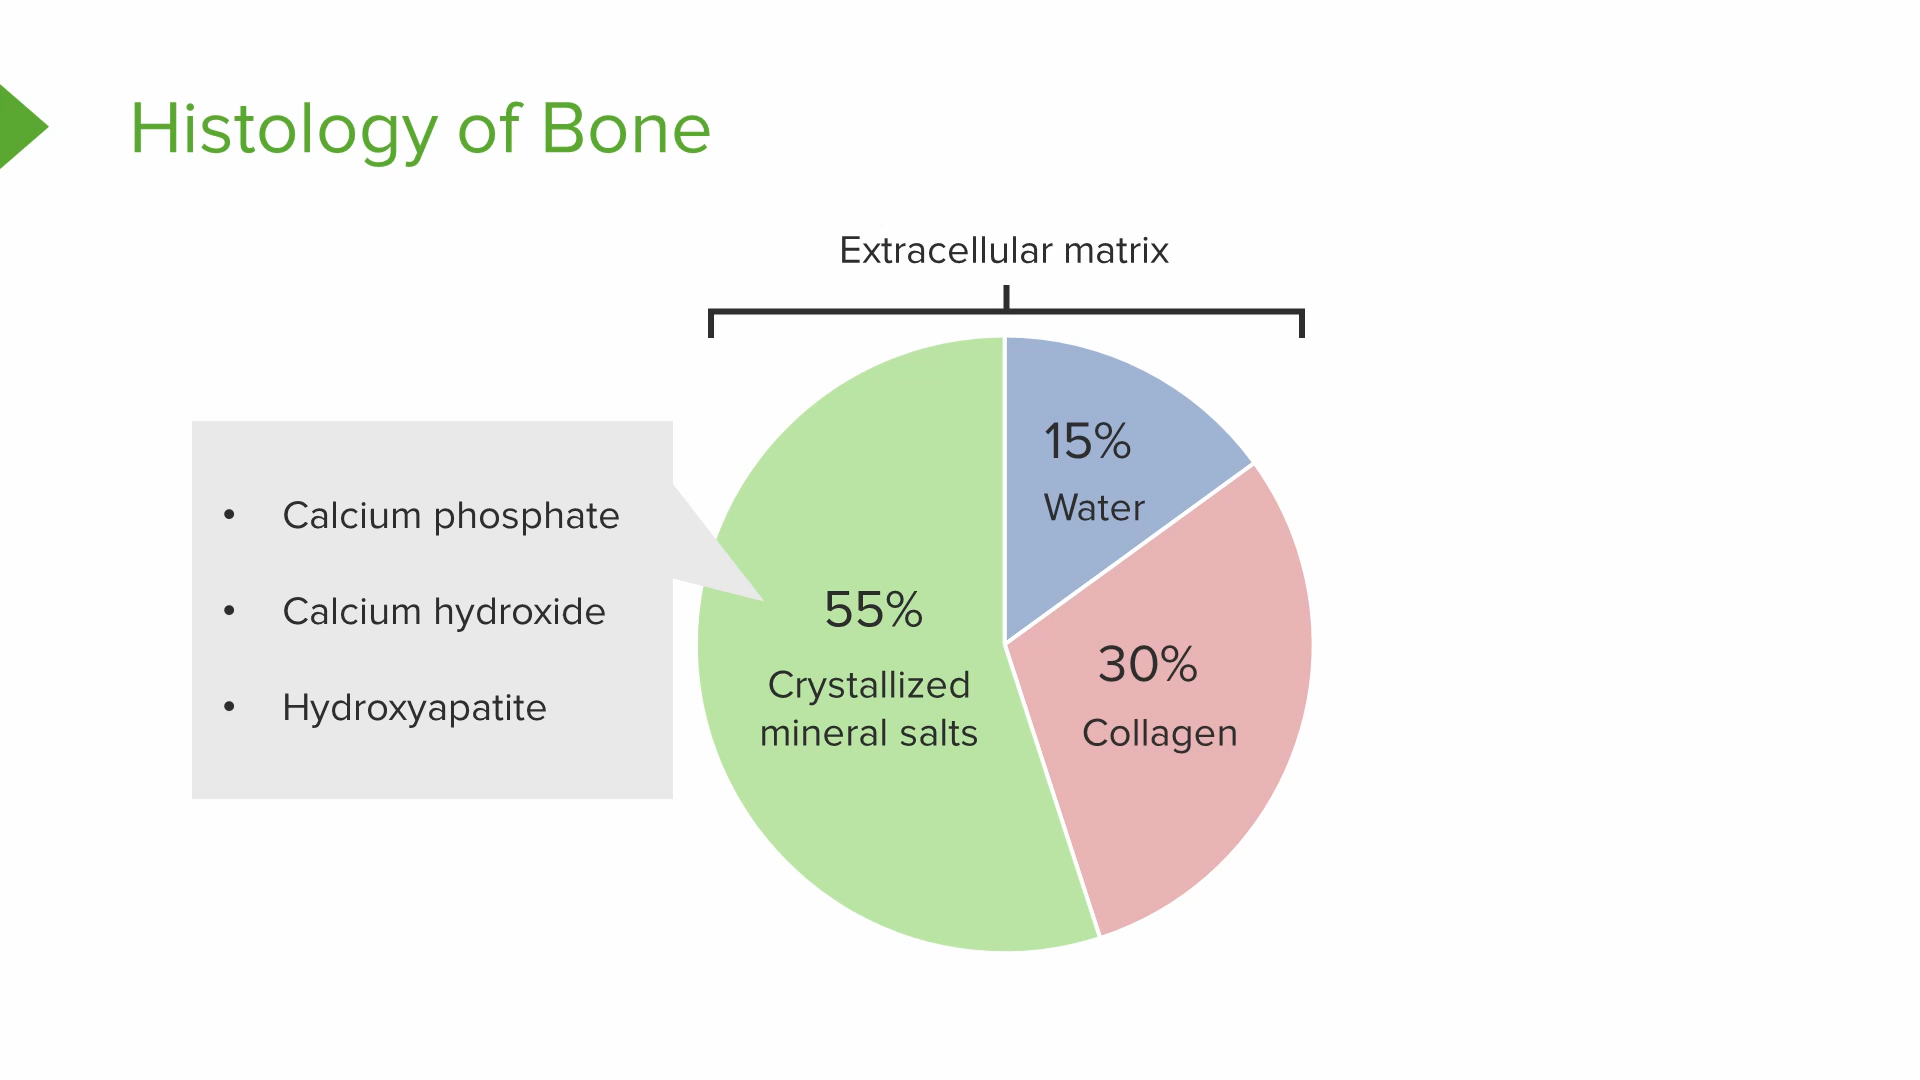 Histology of Bone
Extracellular matrix
• Calcium phosphate
• Calcium hydroxide
• Hydroxyapatite
55%
Crystallized
mineral salts
15%
Water
30%
Collagen